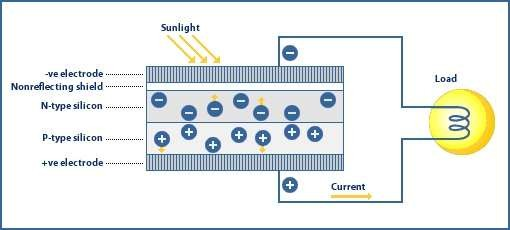 Sunlight
-ve electrode
Nonreflecting shield
N-type silicon
P-type silicon
+ve electrode
Load
Current